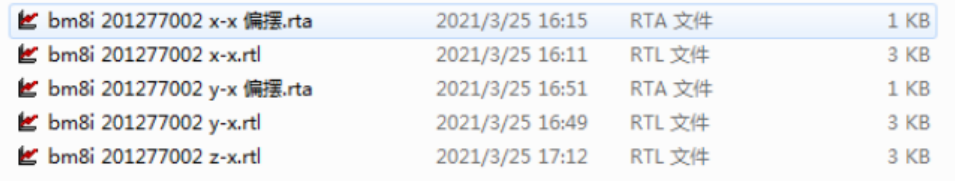 bm8i 201277002 x-x 偏摆.rta 2021/3/25 16:15 RTA 文件 1 KB
bm8i 201277002 x-x.rtl 2021/3/25 16:11 RTL 文件 3 KB
bm8i 201277002 y-x 偏摆.rta 2021/3/25 16:51 RTA 文件 1 KB
bm8i 201277002 y-x.rtl 2021/3/25 16:49 RTL 文件 3 KB
bm8i 201277002 z-x.rtl 2021/3/25 17:12 RTL 文件 3 KB